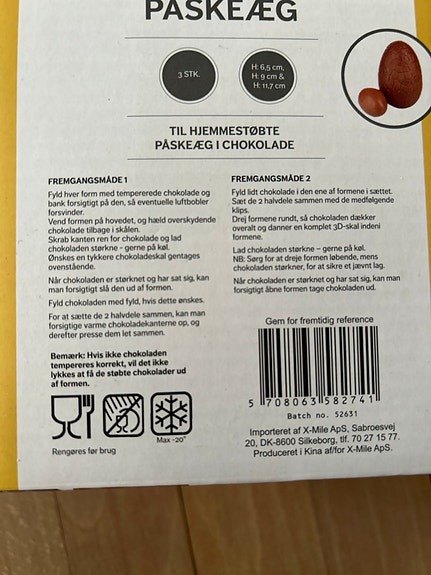 PÅSKEÆG
3 STK.
H: 6,5 cm,
H: 9 cm &
H: 11,7 cm
TIL HJEMMESTØBTE
PÅSKEÆG I CHOKOLADE
FREMGANGSMÅDE 1
Fyld hver form med tempererede chokolade og
bank forsigtigt på den, så eventuelle luftbobler
forsvinder.
Vend formen på hovedet, og hæld overskydende
chokolade tilbage i skålen.
Skrab kanten ren for chokolade og lad
chokoladen størkne - gerne på køl.
Ønskes en tykkere chokoladeskal gentages
ovenstående.
Når chokoladen er størknet og har sat sig, kan
man forsigtigt slå den ud af formen.
Fyld chokoladen med fyld, hvis dette ønskes.
For at sætte de 2 halvdele sammen, kan man
forsigtige varme chokoladekanterne op, og
derefter presse dem let sammen.
Bemærk: Hvis ikke chokoladen
tempereres korrekt, vil det ikke
lykkes at få de støbte chokolader ud
af formen.
Max -20°
Rengøres før brug
FREMGANGSMÅDE 2
Fyld lidt chokolade i den ene af formene i sættet.
Sæt de 2 halvdele sammen med de medfølgende
klips.
Drej formene rundt, så chokoladen dækker
overalt og danner en komplet 3D-skal indeni
formene.
Lad chokoladen størkne – gerne på køl.
NB: Sørg for at dreje formen løbende, mens
chokoladen størkner, for at sikre et jævnt lag.
Når chokoladen er størknet og har sat sig, kan man
forsigtigt åbne formen tage chokoladen ud.
Gem for fremtidig reference
5 708063 582741
Batch no. 52631
Importeret af X-Mile ApS, Sabroesvej
20, DK-8600 Silkeborg, tlf. 70 27 15 77.
Produceret i Kina af/for X-Mile ApS.